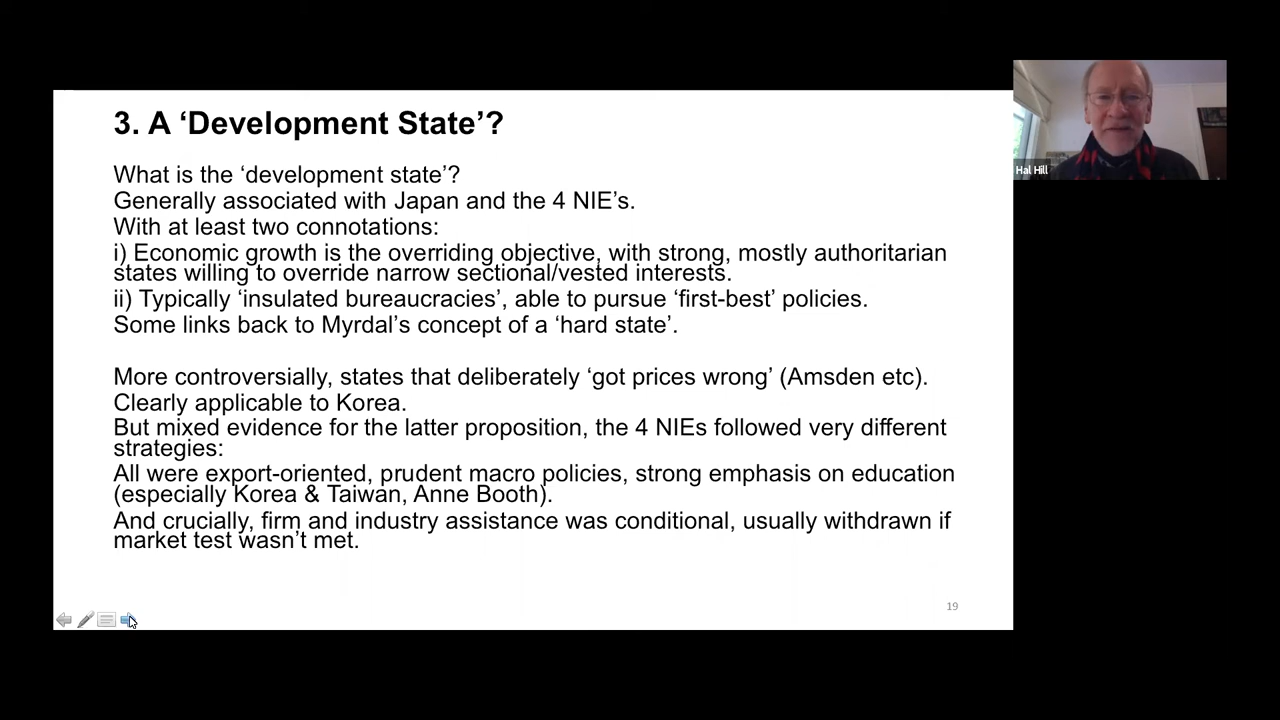 3. A ‘Development State’?
What is the ‘development state’?
Generally associated with Japan and the 4 NIE’s.
With at least two connotations:
i) Economic growth is the overriding objective, with strong, mostly authoritarian
states willing to override narrow sectional/vested interests.
ii) Typically ‘insulated bureaucracies’, able to pursue ‘first-best’ policies.
Some links back to Myrdal’s concept of a ‘hard state’.
More controversially, states that deliberately ‘got prices wrong’ (Amsden etc).
Clearly applicable to Korea.
But mixed evidence for the latter proposition, the 4 NIEs followed very different
strategies:
All were export-oriented, prudent macro policies, strong emphasis on education
(especially Korea & Taiwan, Anne Booth).
And crucially, firm and industry assistance was conditional, usually withdrawn if
market test wasn’t met.
19
Hal Hill